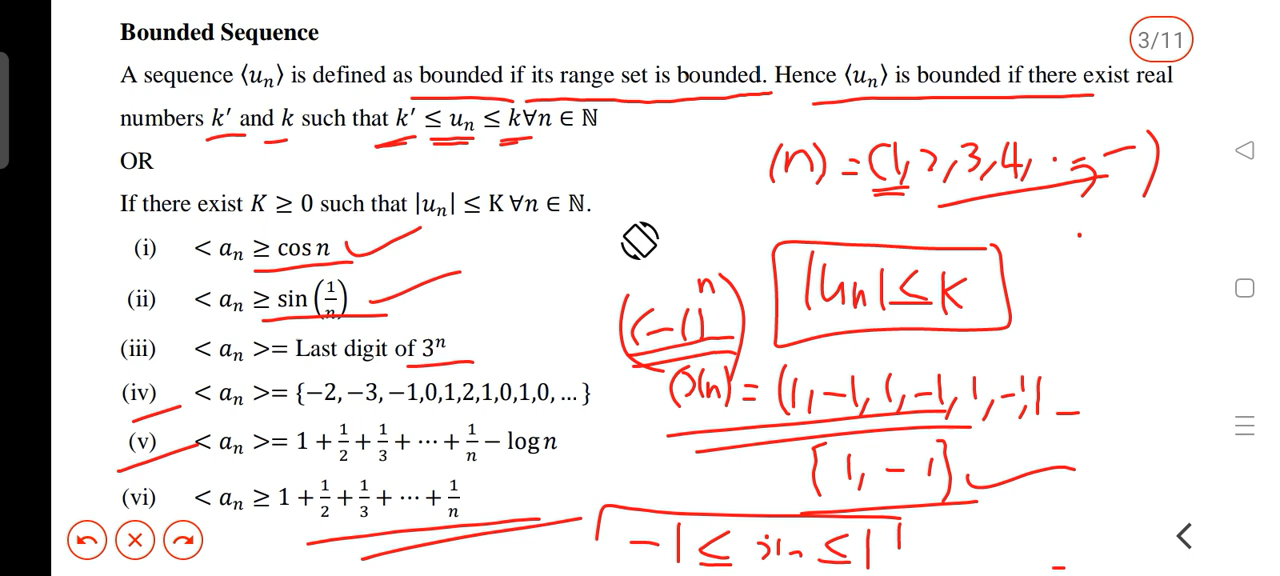 Bounded Sequence
3/11
A sequence ⟨uₙ⟩ is defined as bounded if its range set is bounded. Hence ⟨uₙ⟩ is bounded if there exist real
numbers k′ and k such that k′ ≤ uₙ ≤ k∀n ∈ ℕ
OR
(n) = (1, 2, 3, 4, · 5 –)
If there exist K ≥ 0 such that |uₙ| ≤ K ∀n ∈ ℕ.
(i) < aₙ ≥ cos n
(ii) < aₙ ≥ sin (1/n)
|uₙ| ≤ K
((-1)ⁿ)
(iii) < aₙ >= Last digit of 3ⁿ
(iv) < aₙ >= {−2, −3, −1,0,1,2,1,0,1,0, … }
= (1, -1, 1, -1, 1, -1) –
(v) < aₙ >= 1 + 1/2 + 1/3 + ⋯ + 1/n − log n
{1, -1}
(vi) < aₙ ≥ 1 + 1/2 + 1/3 + ⋯ + 1/n